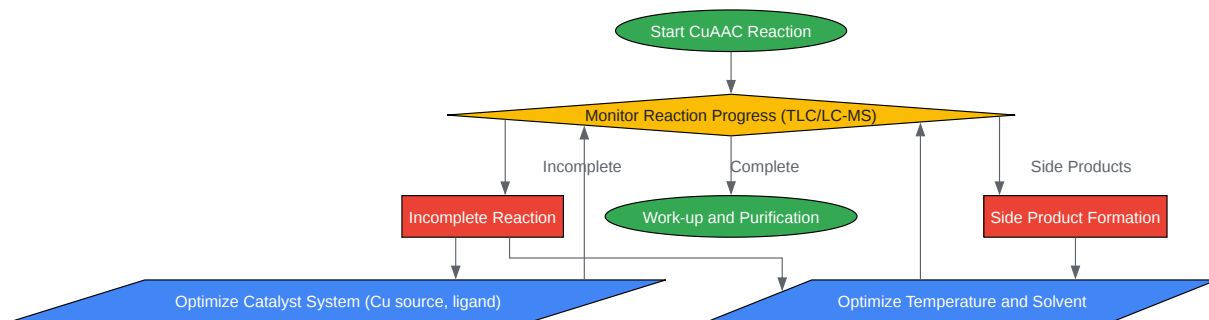 Start CuAAC Reaction
Monitor Reaction Progress (TLC/LC-MS)
Incomplete
Complete
Side Products
Incomplete Reaction
Work-up and Purification
Side Product Formation
Optimize Catalyst System (Cu source, ligand)
Optimize Temperature and Solvent